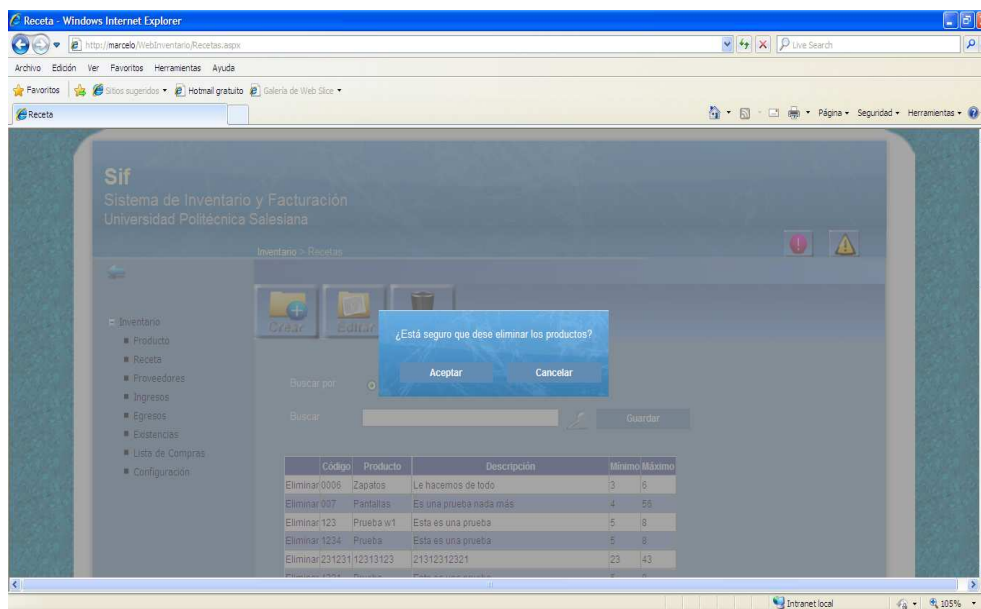 Receta - Windows Internet Explorer
http://marcelo/WebInventario/Recetas.aspx
Live Search
Archivo Edición Ver Favoritos Herramientas Ayuda
Favoritos Sitios sugeridos Hotmail gratuito Galería de Web Slice
Receta Página Seguridad Herramientas
Sif
Sistema de Inventario y Facturación
Universidad Politécnica Salesiana
Inventario > Recetas
Crear Editar
Inventario
Producto
Receta
Proveedores
Ingresos
Egresos
Existencias
Lista de Compras
Configuración
¿Está seguro que dese eliminar los productos?
Aceptar Cancelar
Buscar por
Buscar Guardar
Código Producto Descripción Mínimo Máximo
Eliminar 0006 Zapatos Le hacemos de todo 3 6
Eliminar 007 Pantallas Es una prueba nada más 4 56
Eliminar 123 Prueba w1 Esta es una prueba 5 8
Eliminar 1234 Prueba Esta es una prueba 5 8
Eliminar 231231 12313123 21312312321 23 43
Intranet local 105%